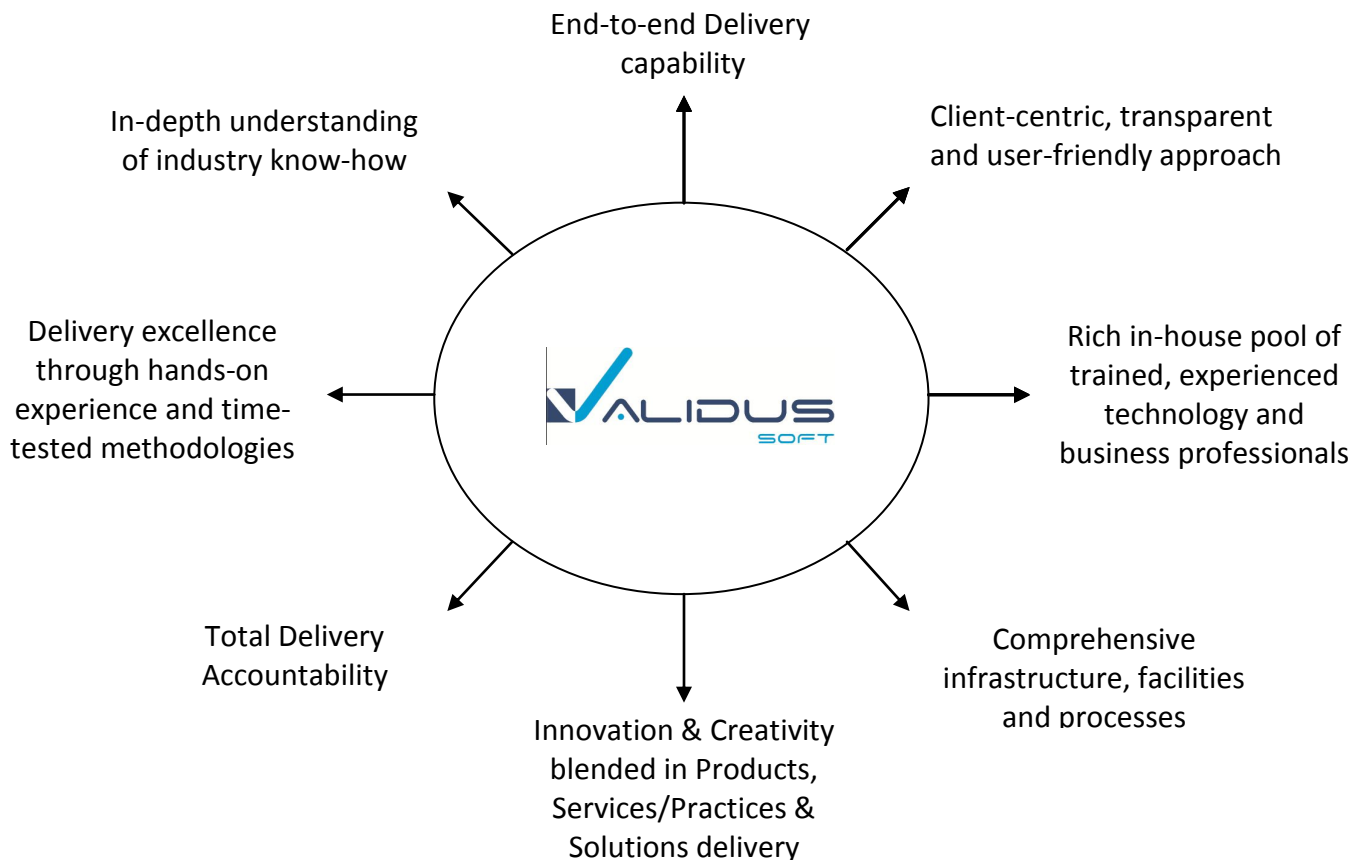 End-to-end Delivery
capability
In-depth understanding
of industry know-how
Client-centric, transparent
and user-friendly approach
Delivery excellence
through hands-on
experience and time-
tested methodologies
VALIDUS
SOFT
Rich in-house pool of
trained, experienced
technology and
business professionals
Total Delivery
Accountability
Comprehensive
infrastructure, facilities
and processes
Innovation & Creativity
blended in Products,
Services/Practices &
Solutions delivery